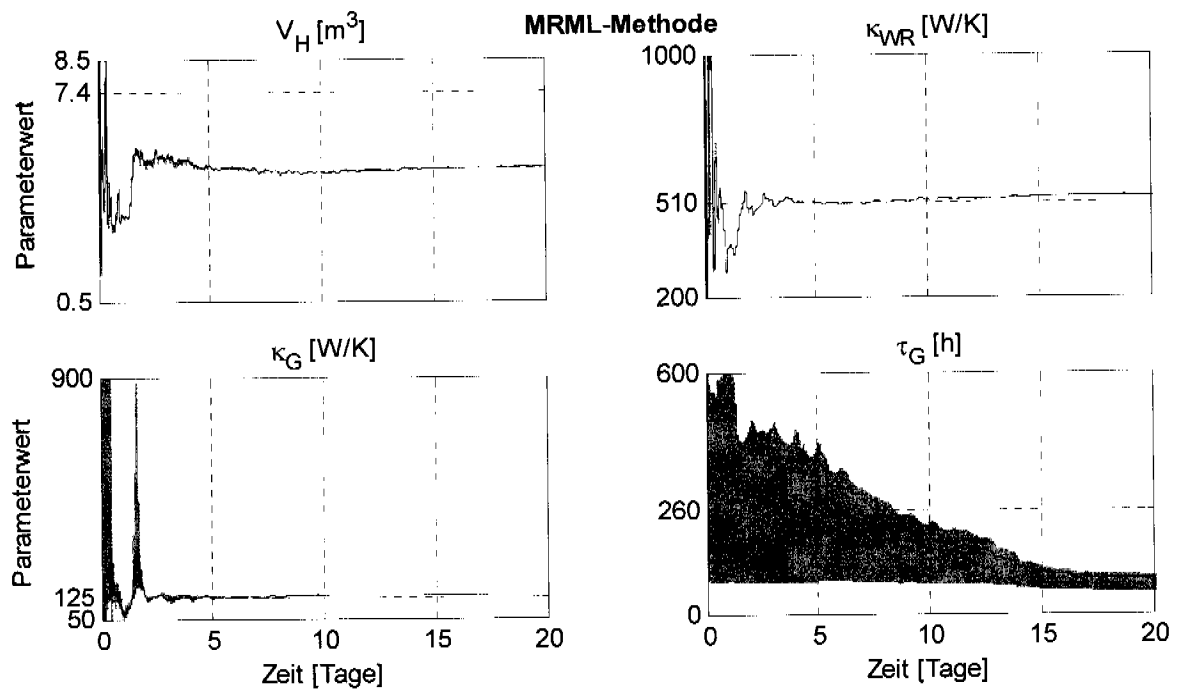 MRML-Methode
V_H [m³]
8.5
7.4
0.5
Parameterwert
κ_WR [W/K]
1000
510
200
κ_G [W/K]
900
125
50
Parameterwert
0 5 10 15 20
Zeit [Tage]
τ_G [h]
600
260
0
0 5 10 15 20
Zeit [Tage]